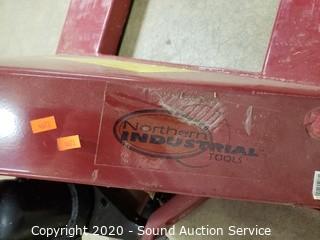 Northern
INDUSTRIAL
TOOLS
Copyright 2020 - Sound Auction Service